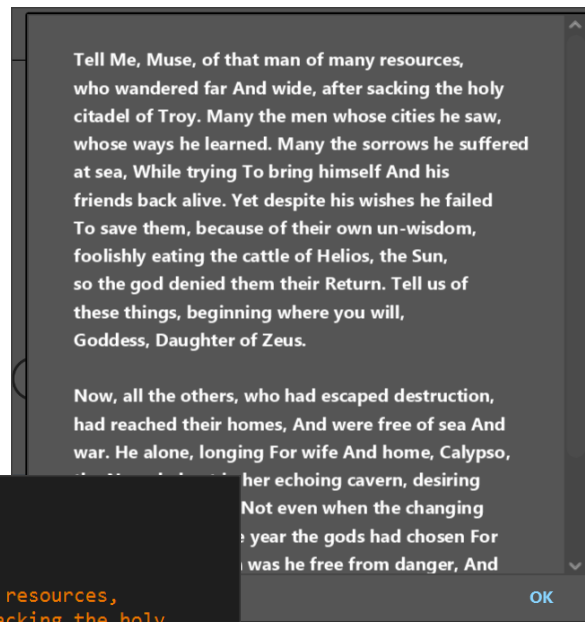 Tell Me, Muse, of that man of many resources,
who wandered far And wide, after sacking the holy
citadel of Troy. Many the men whose cities he saw,
whose ways he learned. Many the sorrows he suffered
at sea, While trying To bring himself And his
friends back alive. Yet despite his wishes he failed
To save them, because of their own un-wisdom,
foolishly eating the cattle of Helios, the Sun,
so the god denied them their Return. Tell us of
these things, beginning where you will,
Goddess, Daughter of Zeus.
Now, all the others, who had escaped destruction,
had reached their homes, And were free of sea And
war. He alone, longing For wife And home, Calypso,
her echoing cavern, desiring
Not even when the changing
year the gods had chosen For
was he free from danger, And
OK
resources,
acking the holy